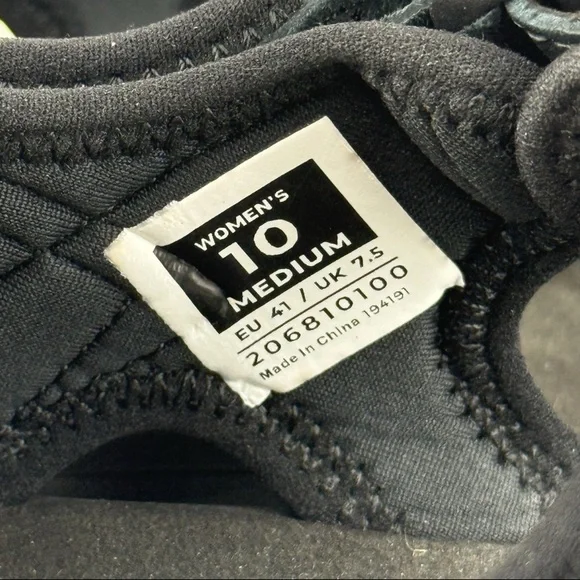 WOMEN'S
10
MEDIUM
EU 41 / UK 7.5
206810100
Made In China 194191